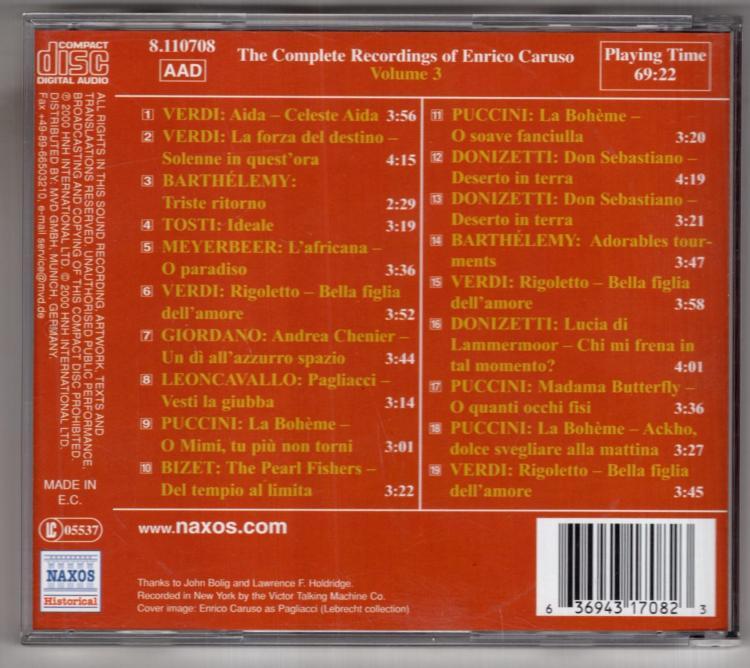 COMPACT
disc
DIGITAL AUDIO
8.110708
AAD
The Complete Recordings of Enrico Caruso
Volume 3
Playing Time
69:22
1 VERDI: Aida – Celeste Aida 3:56
2 VERDI: La forza del destino –
Solenne in quest'ora 4:15
3 BARTHÉLEMY:
Triste ritorno 2:29
4 TOSTI: Ideale 3:19
5 MEYERBEER: L'africana –
O paradiso 3:36
6 VERDI: Rigoletto – Bella figlia
dell'amore 3:52
7 GIORDANO: Andrea Chenier –
Un dì all'azzurro spazio 3:44
8 LEONCAVALLO: Pagliacci –
Vesti la giubba 3:14
9 PUCCINI: La Bohème –
O Mimi, tu più non torni 3:01
10 BIZET: The Pearl Fishers –
Del tempio al limita 3:22
11 PUCCINI: La Bohème –
O soave fanciulla 3:20
12 DONIZETTI: Don Sebastiano –
Deserto in terra 4:19
13 DONIZETTI: Don Sebastiano –
Deserto in terra 3:21
14 BARTHÉLEMY: Adorables tour-
ments 3:47
15 VERDI: Rigoletto – Bella figlia
dell'amore 3:58
16 DONIZETTI: Lucia di
Lammermoor – Chi mi frena in
tal momento? 4:01
17 PUCCINI: Madama Butterfly –
O quanti occhi fisi 3:36
18 PUCCINI: La Bohème – Ackho,
dolce svegliare alla mattina 3:27
19 VERDI: Rigoletto – Bella figlia
dell'amore 3:45
ALL RIGHTS IN THIS SOUND RECORDING, ARTWORK, TEXTS AND
TRANSLAATIONS RESERVED. UNAUTHORISED PUBLIC PERFORMANCE,
BROADCASTING AND COPYING OF THIS COMPACT DISC PROHIBITED.
℗ 2000 HNH INTERNATIONAL LTD. © 2000 HNH INTERNATIONAL LTD.
DISTRIBUTED BY: MVD GMBH, MUNICH, GERMANY.
Fax +49-89-66503210, e-mail service@mvd.de
MADE IN
E.C.
LC 05537
NAXOS
Historical
www.naxos.com
Thanks to John Bolig and Lawrence F. Holdridge.
Recorded in New York by the Victor Talking Machine Co.
Cover image: Enrico Caruso as Pagliaci (Lebrecht collection)
6 36943 17082 3